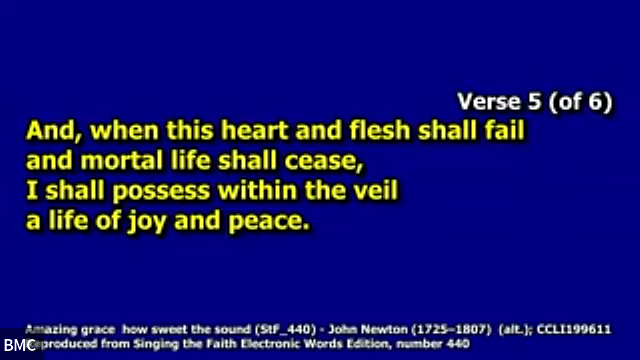 Verse 5 (of 6)
And, when this heart and flesh shall fail
and mortal life shall cease,
I shall possess within the veil
a life of joy and peace.
Amazing grace how sweet the sound (StF_440) - John Newton (1725–1807) (alt.); CCLI199611
Reproduced from Singing the Faith Electronic Words Edition, number 440
BMC